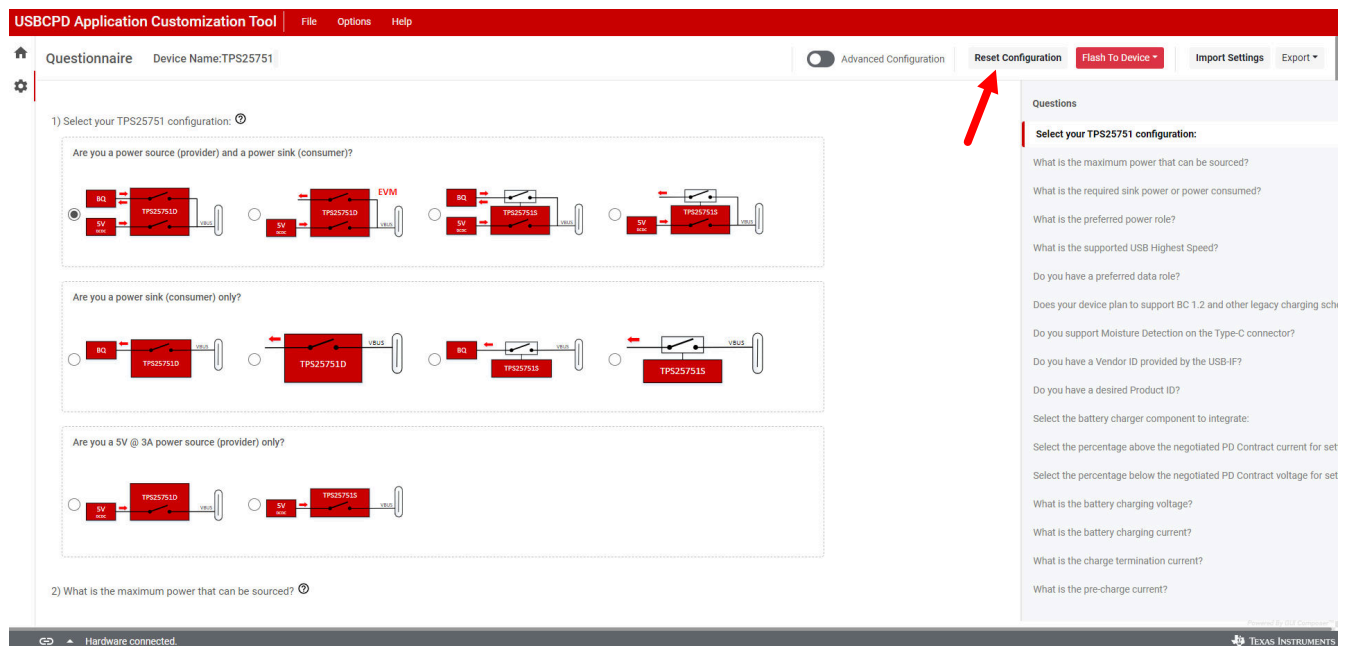 USBCPD Application Customization Tool File Options Help
Questionnaire Device Name:TPS25751 Advanced Configuration Reset Configuration Flash To Device Import Settings Export
1) Select your TPS25751 configuration:
Are you a power source (provider) and a power sink (consumer)?
BQ TPS25751D 5V DCDC VBUS
EVM TPS25751D 5V DCDC VBUS
BQ TPS25751S 5V DCDC VBUS
TPS25751S 5V DCDC VBUS
Are you a power sink (consumer) only?
BQ TPS25751D VBUS
TPS25751D VBUS
BQ TPS25751S VBUS
TPS25751S VBUS
Are you a 5V @ 3A power source (provider) only?
TPS25751D 5V DCDC VBUS
TPS25751S 5V DCDC VBUS
2) What is the maximum power that can be sourced?
Questions
Select your TPS25751 configuration:
What is the maximum power that can be sourced?
What is the required sink power or power consumed?
What is the preferred power role?
What is the supported USB Highest Speed?
Do you have a preferred data role?
Does your device plan to support BC 1.2 and other legacy charging sch
Do you support Moisture Detection on the Type-C connector?
Do you have a Vendor ID provided by the USB-IF?
Do you have a desired Product ID?
Select the battery charger component to integrate:
Select the percentage above the negotiated PD Contract current for set
Select the percentage below the negotiated PD Contract voltage for set
What is the battery charging voltage?
What is the battery charging current?
What is the charge termination current?
What is the pre-charge current?
Powered By GUI Composer™
Hardware connected.
TEXAS INSTRUMENTS